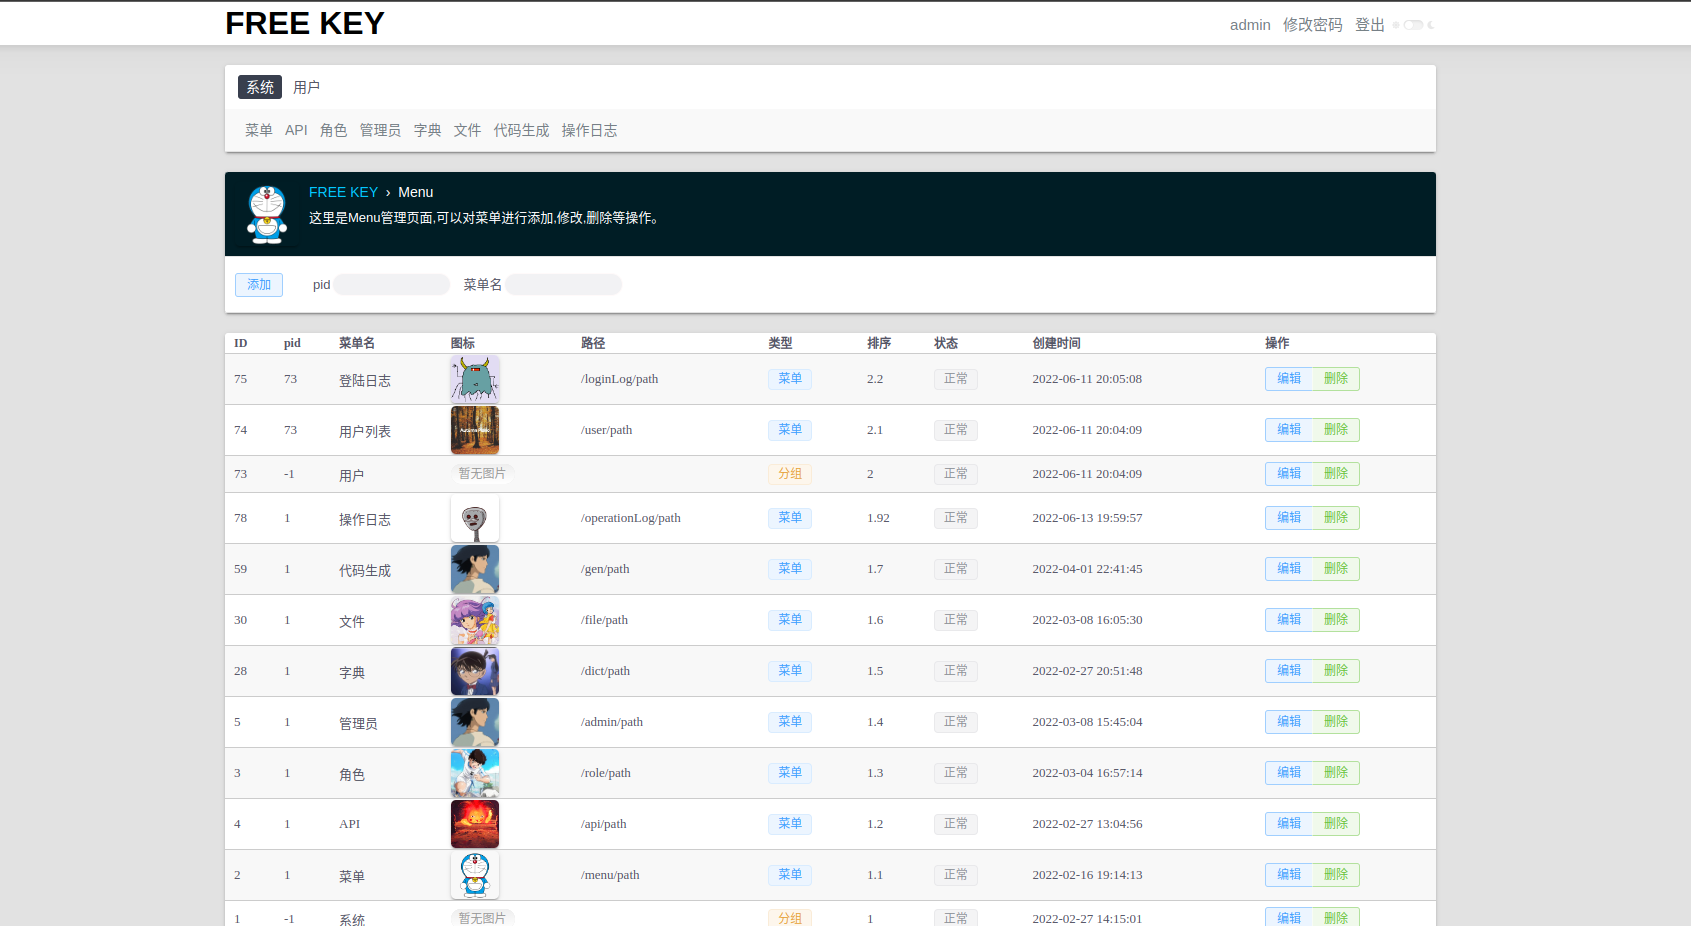 FREE KEY
admin 修改密码 登出
系统 用户
菜单 API 角色 管理员 字典 文件 代码生成 操作日志
FREE KEY › Menu
这里是Menu管理页面,可以对菜单进行添加,修改,删除等操作。
添加 pid 菜单名
ID pid 菜单名 图标 路径 类型 排序 状态 创建时间 操作
75 73 登陆日志 /loginLog/path 菜单 2.2 正常 2022-06-11 20:05:08 编辑 删除
74 73 用户列表 /user/path 菜单 2.1 正常 2022-06-11 20:04:09 编辑 删除
73 -1 用户 暂无图片 分组 2 正常 2022-06-11 20:04:09 编辑 删除
78 1 操作日志 /operationLog/path 菜单 1.92 正常 2022-06-13 19:59:57 编辑 删除
59 1 代码生成 /gen/path 菜单 1.7 正常 2022-04-01 22:41:45 编辑 删除
30 1 文件 /file/path 菜单 1.6 正常 2022-03-08 16:05:30 编辑 删除
28 1 字典 /dict/path 菜单 1.5 正常 2022-02-27 20:51:48 编辑 删除
5 1 管理员 /admin/path 菜单 1.4 正常 2022-03-08 15:45:04 编辑 删除
3 1 角色 /role/path 菜单 1.3 正常 2022-03-04 16:57:14 编辑 删除
4 1 API /api/path 菜单 1.2 正常 2022-02-27 13:04:56 编辑 删除
2 1 菜单 /menu/path 菜单 1.1 正常 2022-02-16 19:14:13 编辑 删除
1 -1 系统 暂无图片 分组 1 正常 2022-02-27 14:15:01 编辑 删除